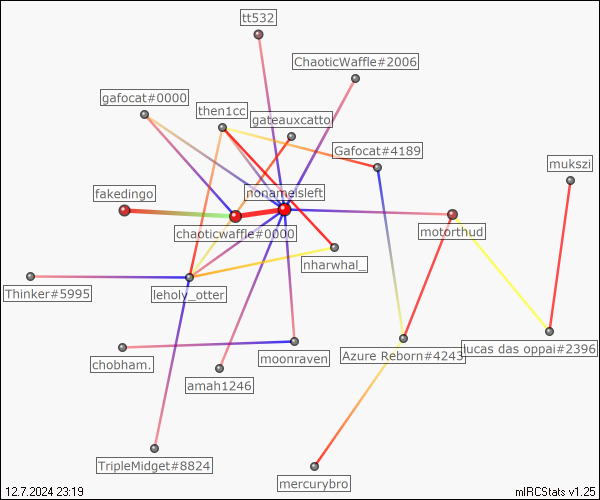 tt532
ChaoticWaffle#2006
gafocat#0000
then1cc
gateauxcatto
Gafocat#4189
mukszi
fakedingo
nonameisleft
chaoticwaffle#0000
motorthud
nharwhal_
Thinker#5995
leholy_otter
chobham.
moonraven
Azure Reborn#4243
lucas das oppai#2396
amah1246
TripleMidget#8824
mercurybro
12.7.2024 23:19
mIRCStats v1.25